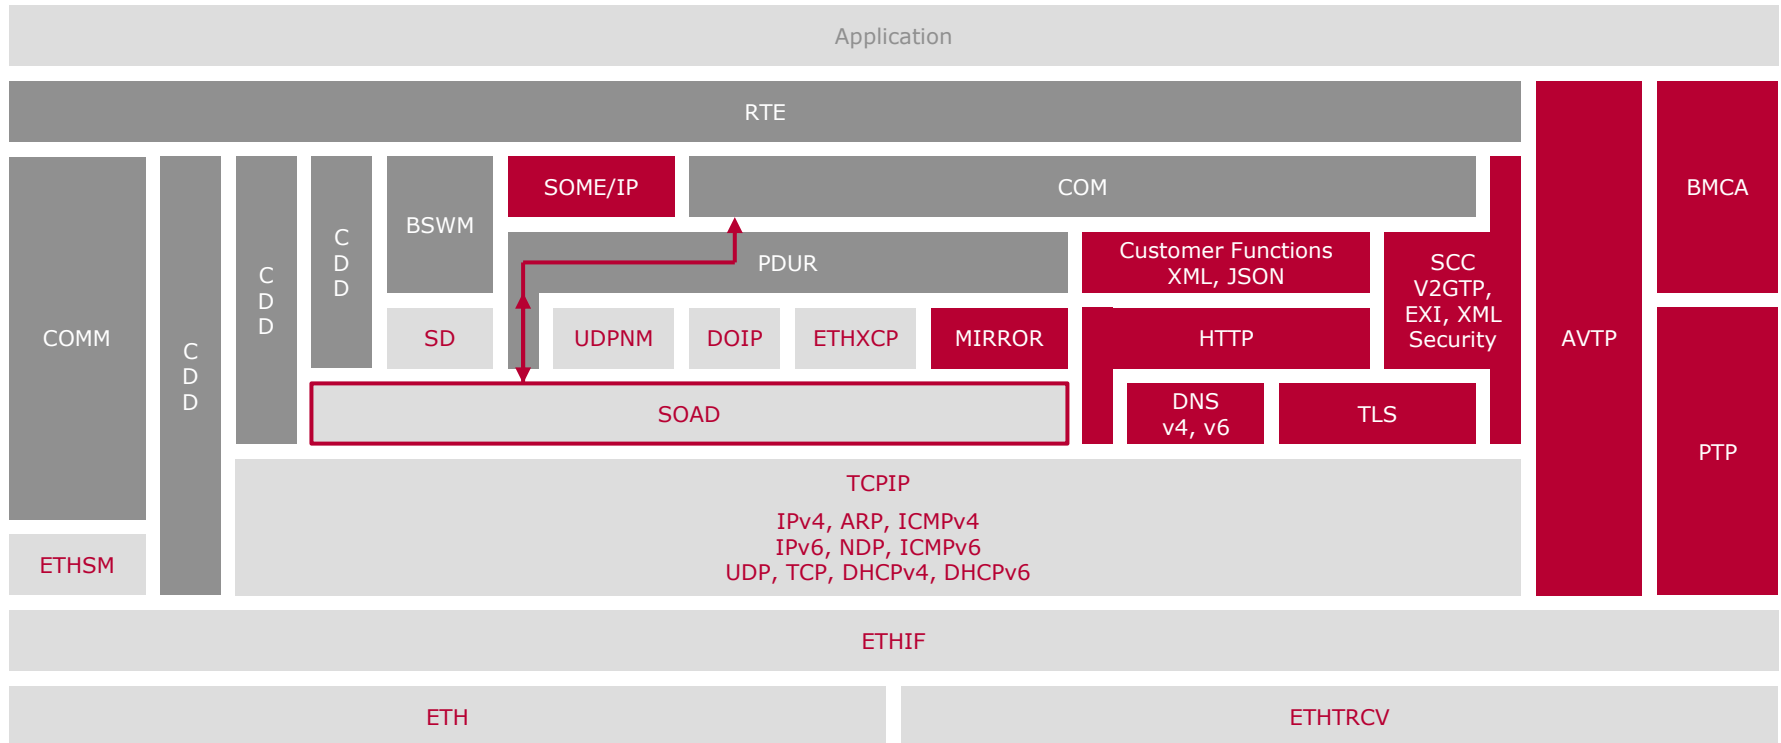 Application
RTE
COMM
C
D
D
C
D
D
C
D
D
BSWM
SOME/IP
COM
PDUR
Customer Functions
XML, JSON
SCC
V2GTP,
EXI, XML
Security
AVTP
BMCA
SD
UDPNM
DOIP
ETHXCP
MIRROR
HTTP
SOAD
DNS
v4, v6
TLS
PTP
TCPIP
IPv4, ARP, ICMPv4
IPv6, NDP, ICMPv6
UDP, TCP, DHCPv4, DHCPv6
ETHSM
ETHIF
ETH
ETHTRCV